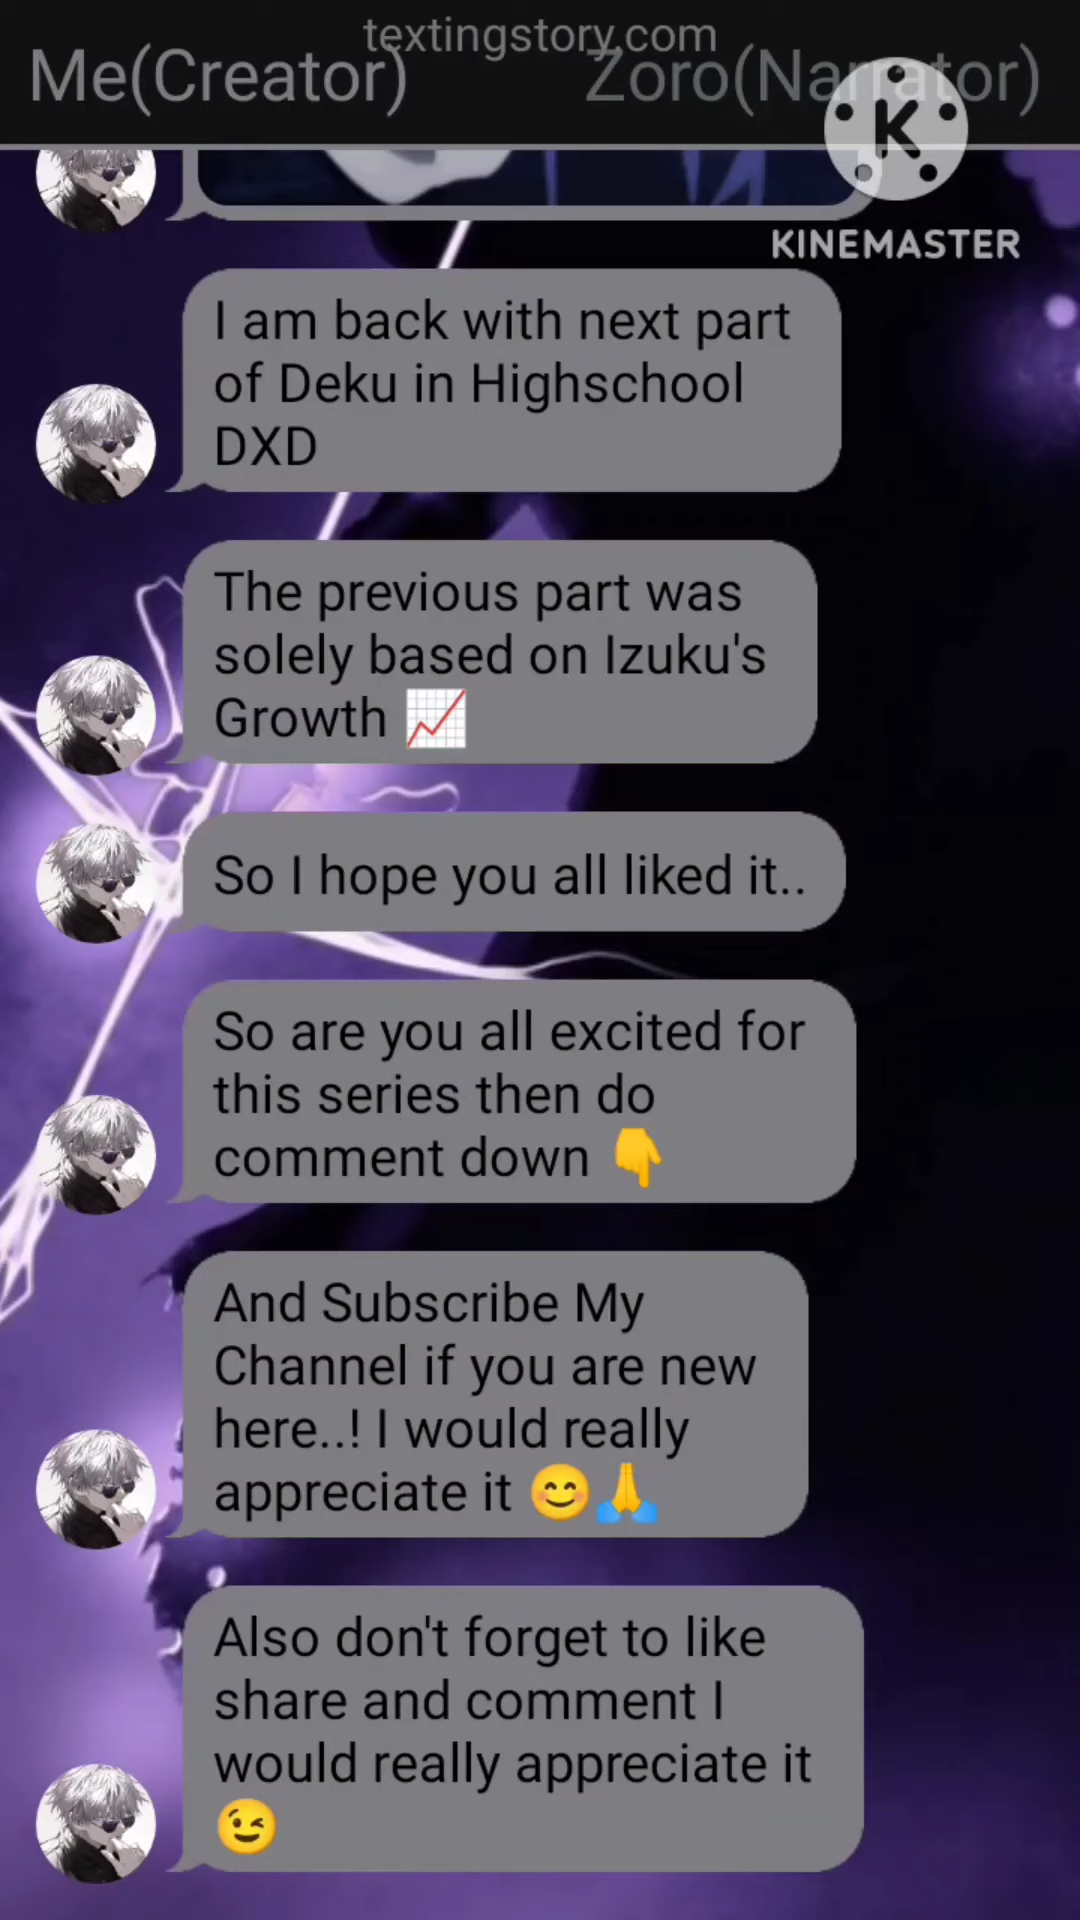 textingstory.com
Me(Creator) Zoro(Narrator)
K
KINEMASTER
I am back with next part
of Deku in Highschool
DXD
The previous part was
solely based on Izuku's
Growth 📈
So I hope you all liked it..
So are you all excited for
this series then do
comment down 👇
And Subscribe My
Channel if you are new
here..! I would really
appreciate it 😊🙏
Also don't forget to like
share and comment I
would really appreciate it
😉